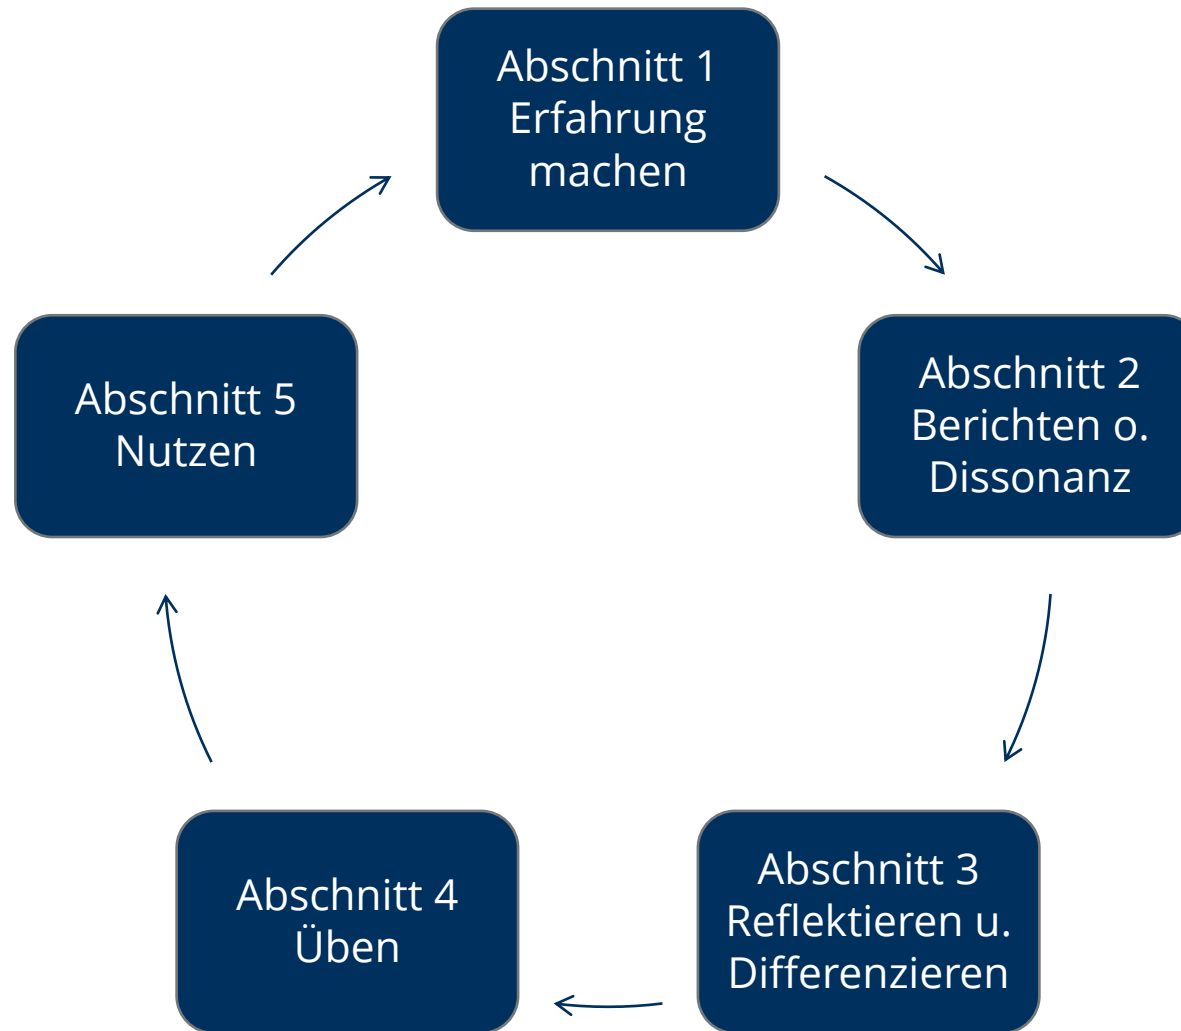 Abschnitt 1
Erfahrung
machen
Abschnitt 2
Berichten o.
Dissonanz
Abschnitt 3
Reflektieren u.
Differenzieren
Abschnitt 4
Üben
Abschnitt 5
Nutzen